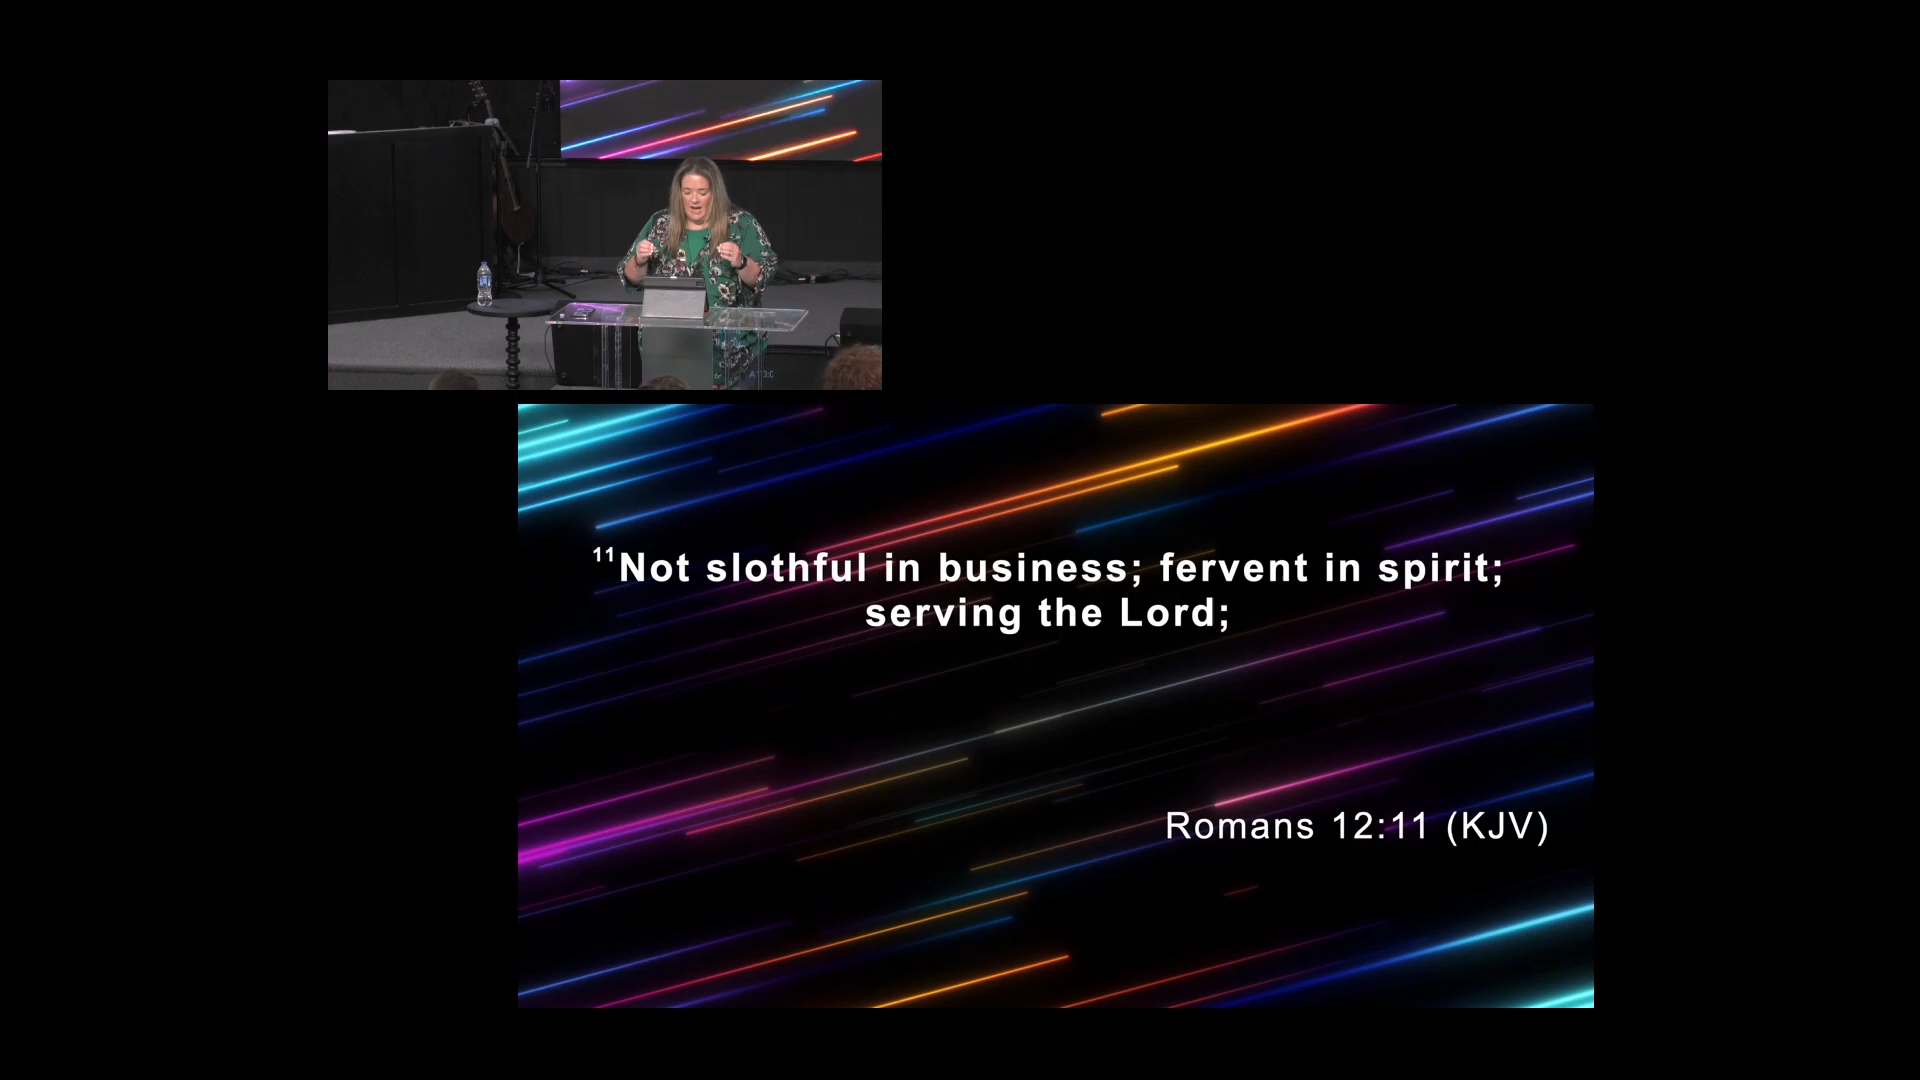 11Not slothful in business; fervent in spirit;
serving the Lord;
Romans 12:11 (KJV)